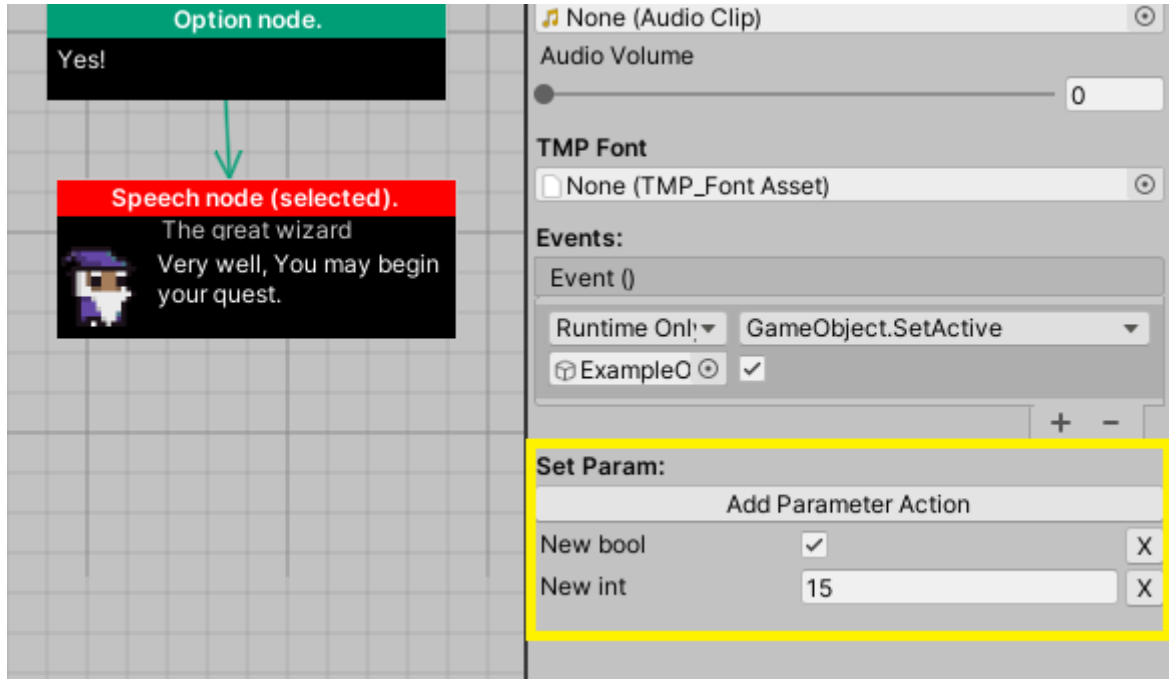 Option node.
Yes!
Speech node (selected).
The great wizard
Very well, You may begin
your quest.
None (Audio Clip)
Audio Volume
0
TMP Font
None (TMP_Font Asset)
Events:
Event ()
Runtime Only GameObject.SetActive
ExampleO
+ -
Set Param:
Add Parameter Action
New bool X
New int 15 X